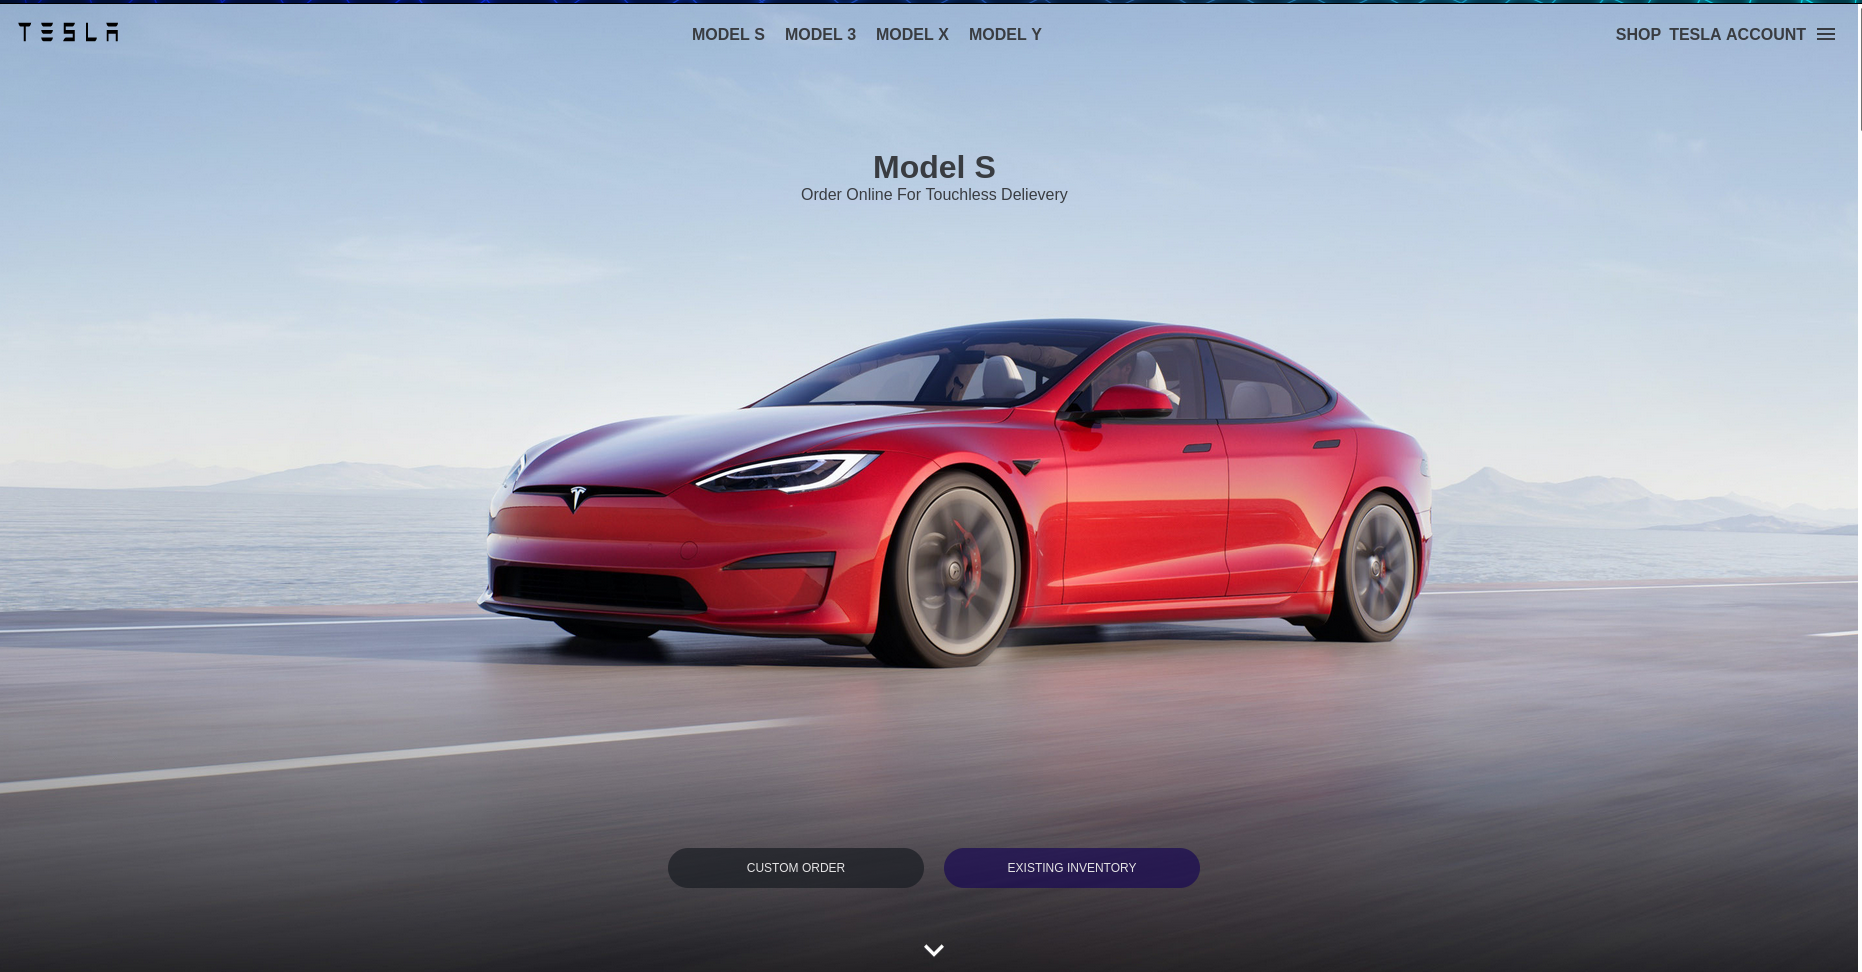 TESLA
MODEL S MODEL 3 MODEL X MODEL Y
SHOP TESLA ACCOUNT
Model S
Order Online For Touchless Delievery
CUSTOM ORDER
EXISTING INVENTORY